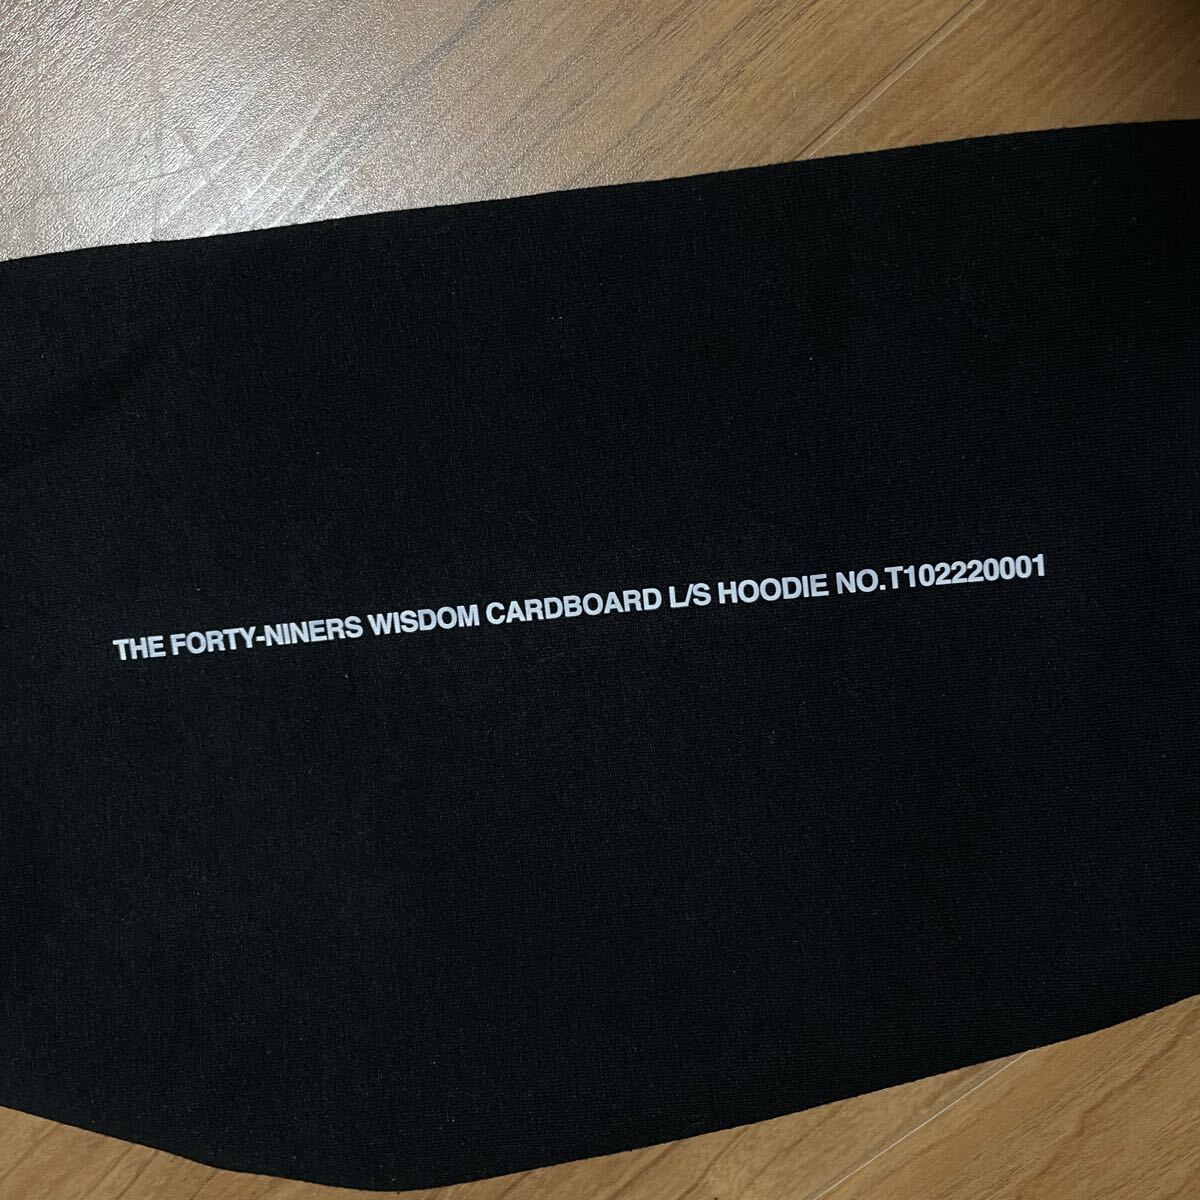 THE FORTY-NINERS WISDOM CARDBOARD L/S HOODIE NO.T102220001